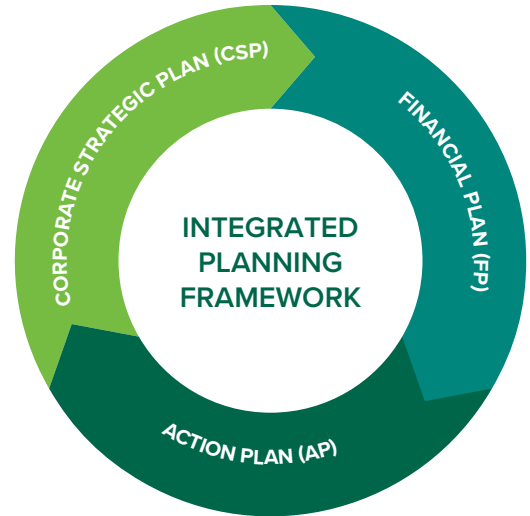 CORPORATE STRATEGIC PLAN (CSP)
FINANCIAL PLAN (FP)
INTEGRATED
PLANNING
FRAMEWORK
ACTION PLAN (AP)